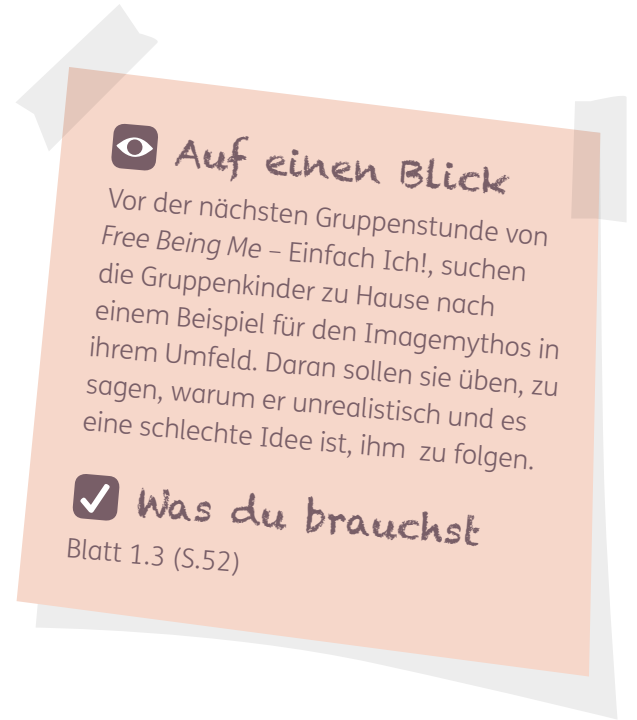 Auf einen Blick
Vor der nächsten Gruppenstunde von
Free Being Me – Einfach Ich!, suchen
die Gruppenkinder zu Hause nach
einem Beispiel für den Imagemythos in
ihrem Umfeld. Daran sollen sie üben, zu
sagen, warum er unrealistisch und es
eine schlechte Idee ist, ihm zu folgen.
Was du brauchst
Blatt 1.3 (S.52)